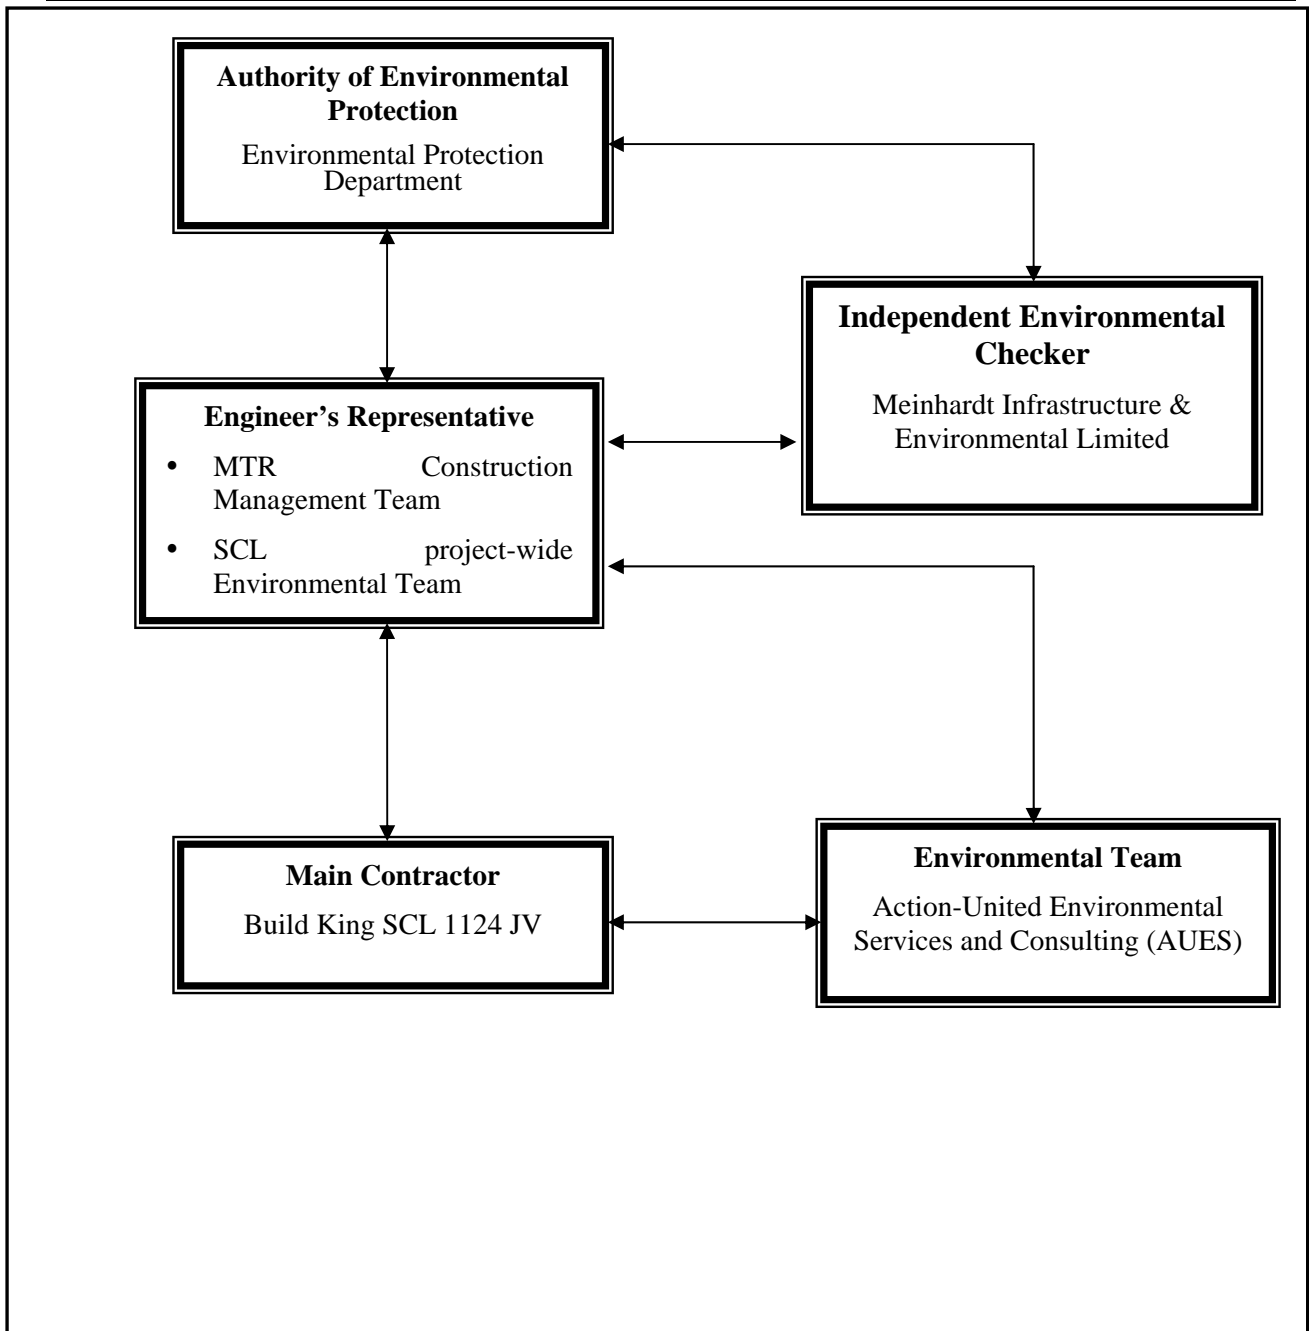 Authority of Environmental
Protection
Environmental Protection
Department
Independent Environmental
Checker
Meinhardt Infrastructure &
Environmental Limited
Engineer’s Representative
• MTR Construction
Management Team
• SCL project-wide
Environmental Team
Main Contractor
Build King SCL 1124 JV
Environmental Team
Action-United Environmental
Services and Consulting (AUES)